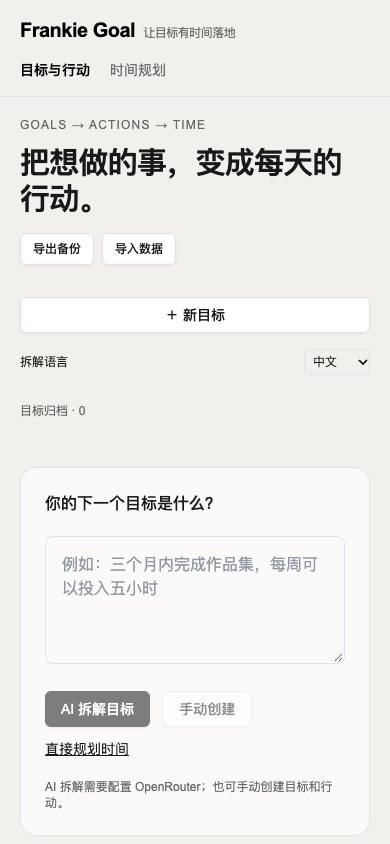 Frankie Goal 让目标有时间落地
目标与行动 时间规划
GOALS → ACTIONS → TIME
把想做的事，变成每天的
行动。
导出备份 导入数据
＋ 新目标
拆解语言 中文
目标归档 · 0
你的下一个目标是什么？
例如：三个月内完成作品集，每周可
以投入五小时
AI 拆解目标 手动创建
直接规划时间
AI 拆解需要配置 OpenRouter；也可手动创建目标和行
动。